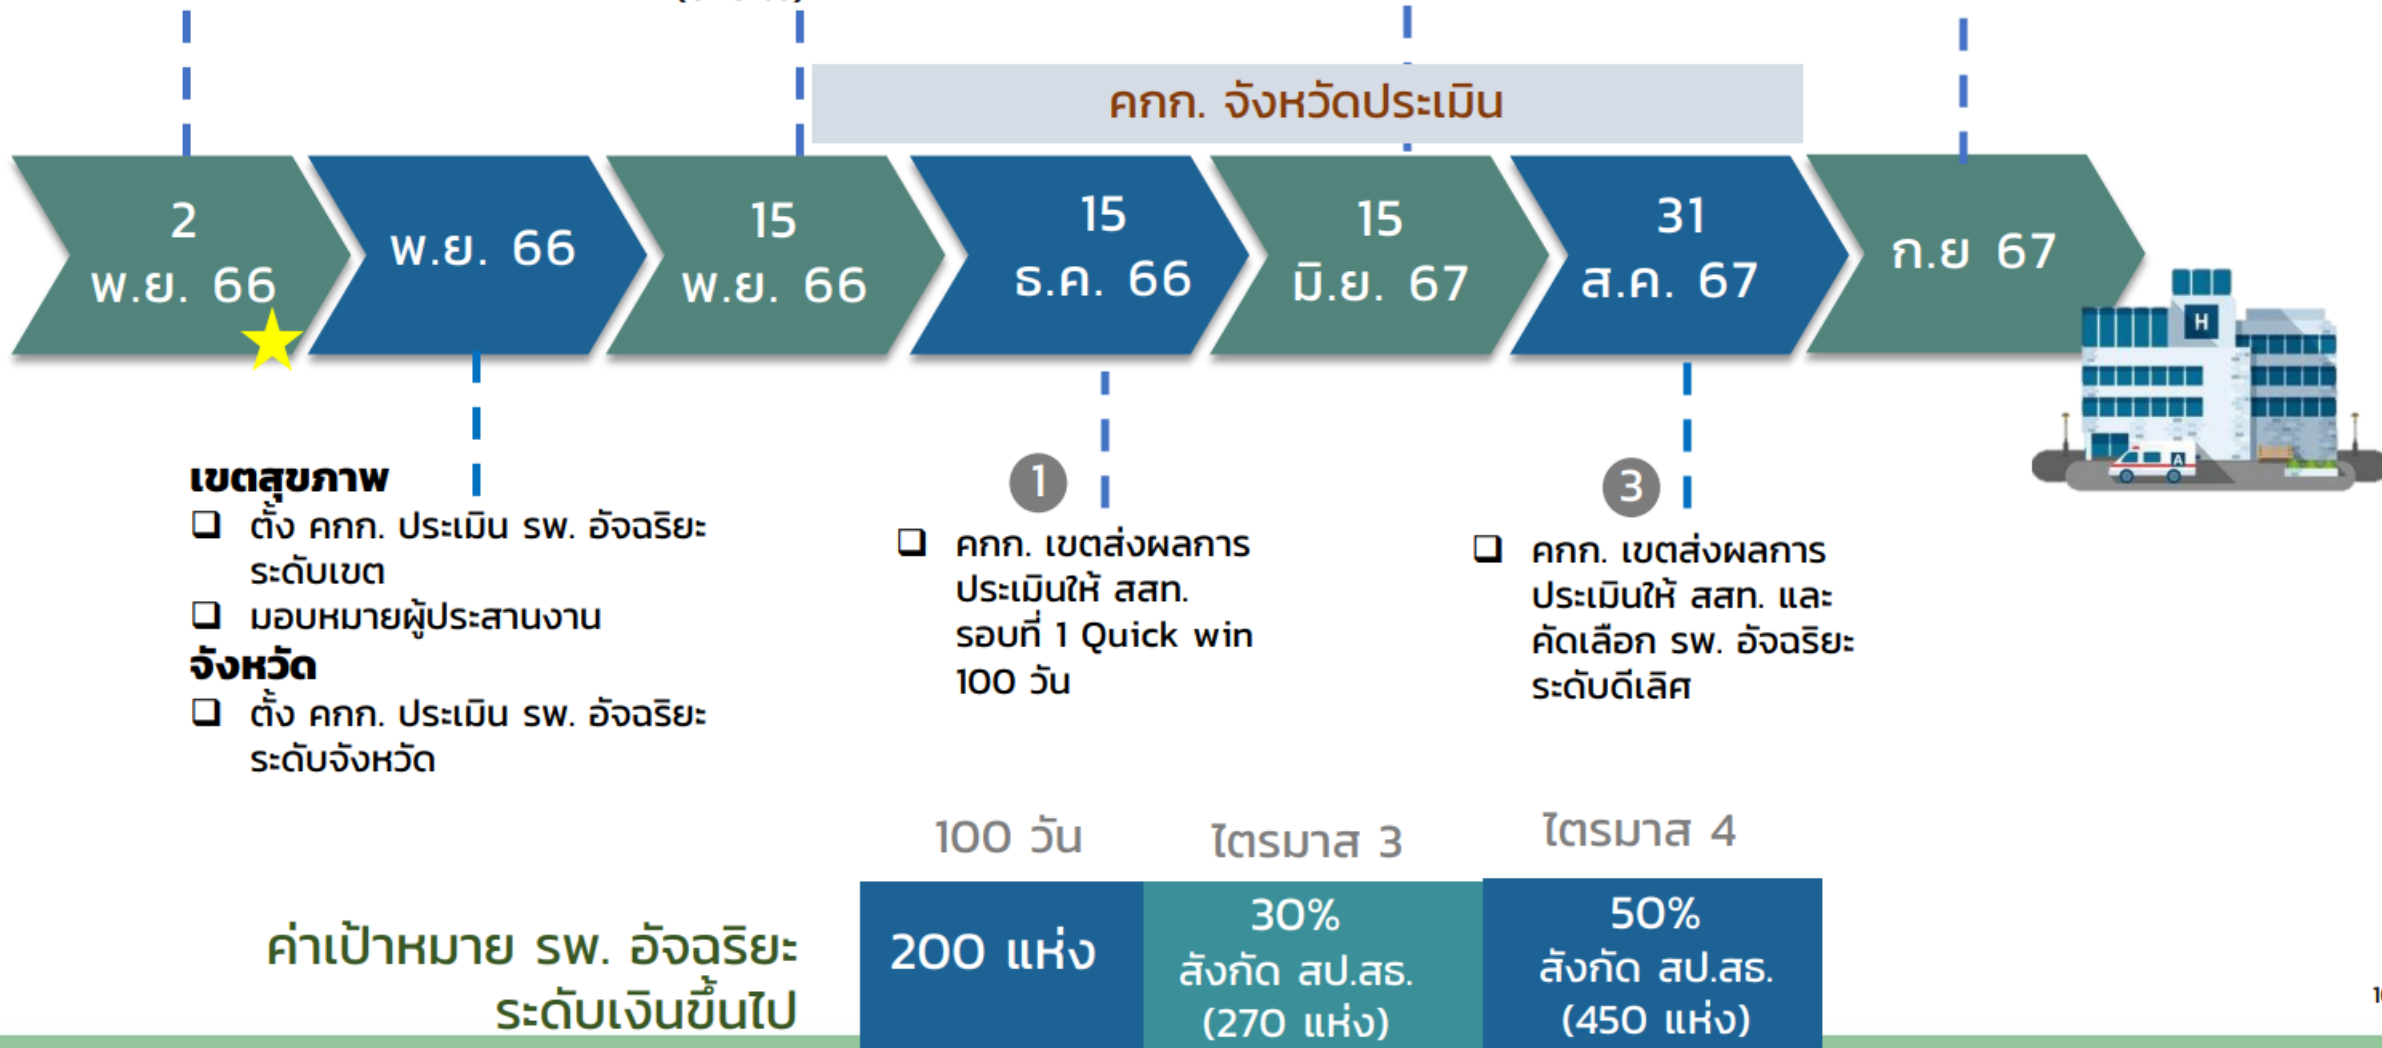 คกก. จังหวัดประเมิน
2
พ.ย. 66
พ.ย. 66
15
พ.ย. 66
15
ธ.ค. 66
15
มิ.ย. 67
31
ส.ค. 67
ก.ย 67
H
A
เขตสุขภาพ
❑ ตั้ง คกก. ประเมิน รพ. อัจฉริยะ
ระดับเขต
❑ มอบหมายผู้ประสานงาน
จังหวัด
❑ ตั้ง คกก. ประเมิน รพ. อัจฉริยะ
ระดับจังหวัด
1
❑ คกก. เขตส่งผลการ
ประเมินให้ สสท.
รอบที่ 1 Quick win
100 วัน
3
❑ คกก. เขตส่งผลการ
ประเมินให้ สสท. และ
คัดเลือก รพ. อัจฉริยะ
ระดับดีเลิศ
100 วัน
ไตรมาส 3
ไตรมาส 4
ค่าเป้าหมาย รพ. อัจฉริยะ
ระดับเงินขึ้นไป
200 แห่ง
30%
สังกัด สป.สธ.
(270 แห่ง)
50%
สังกัด สป.สธ.
(450 แห่ง)